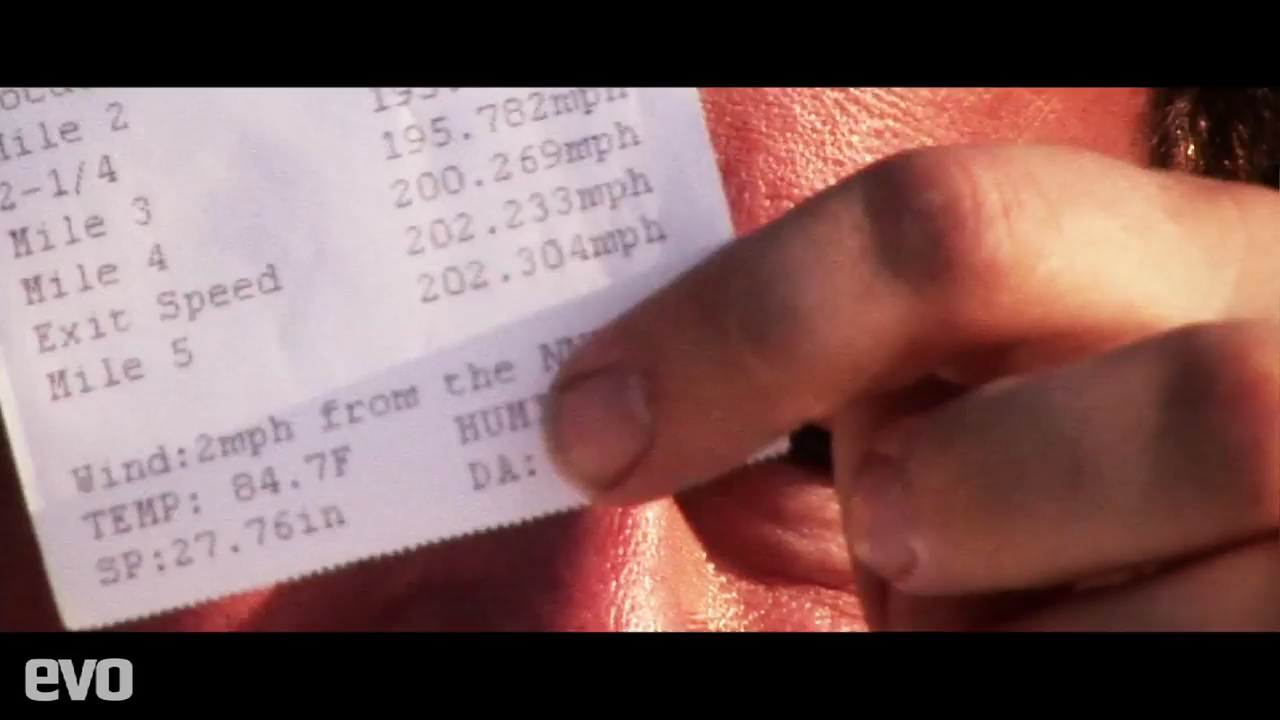 Mile 2
2-1/4
Mile 3 195.782mph
Mile 4 200.269mph
Exit Speed 202.233mph
Mile 5 202.304mph
Wind:2mph from the
TEMP: 84.7F
SP:27.76in DA:
evo